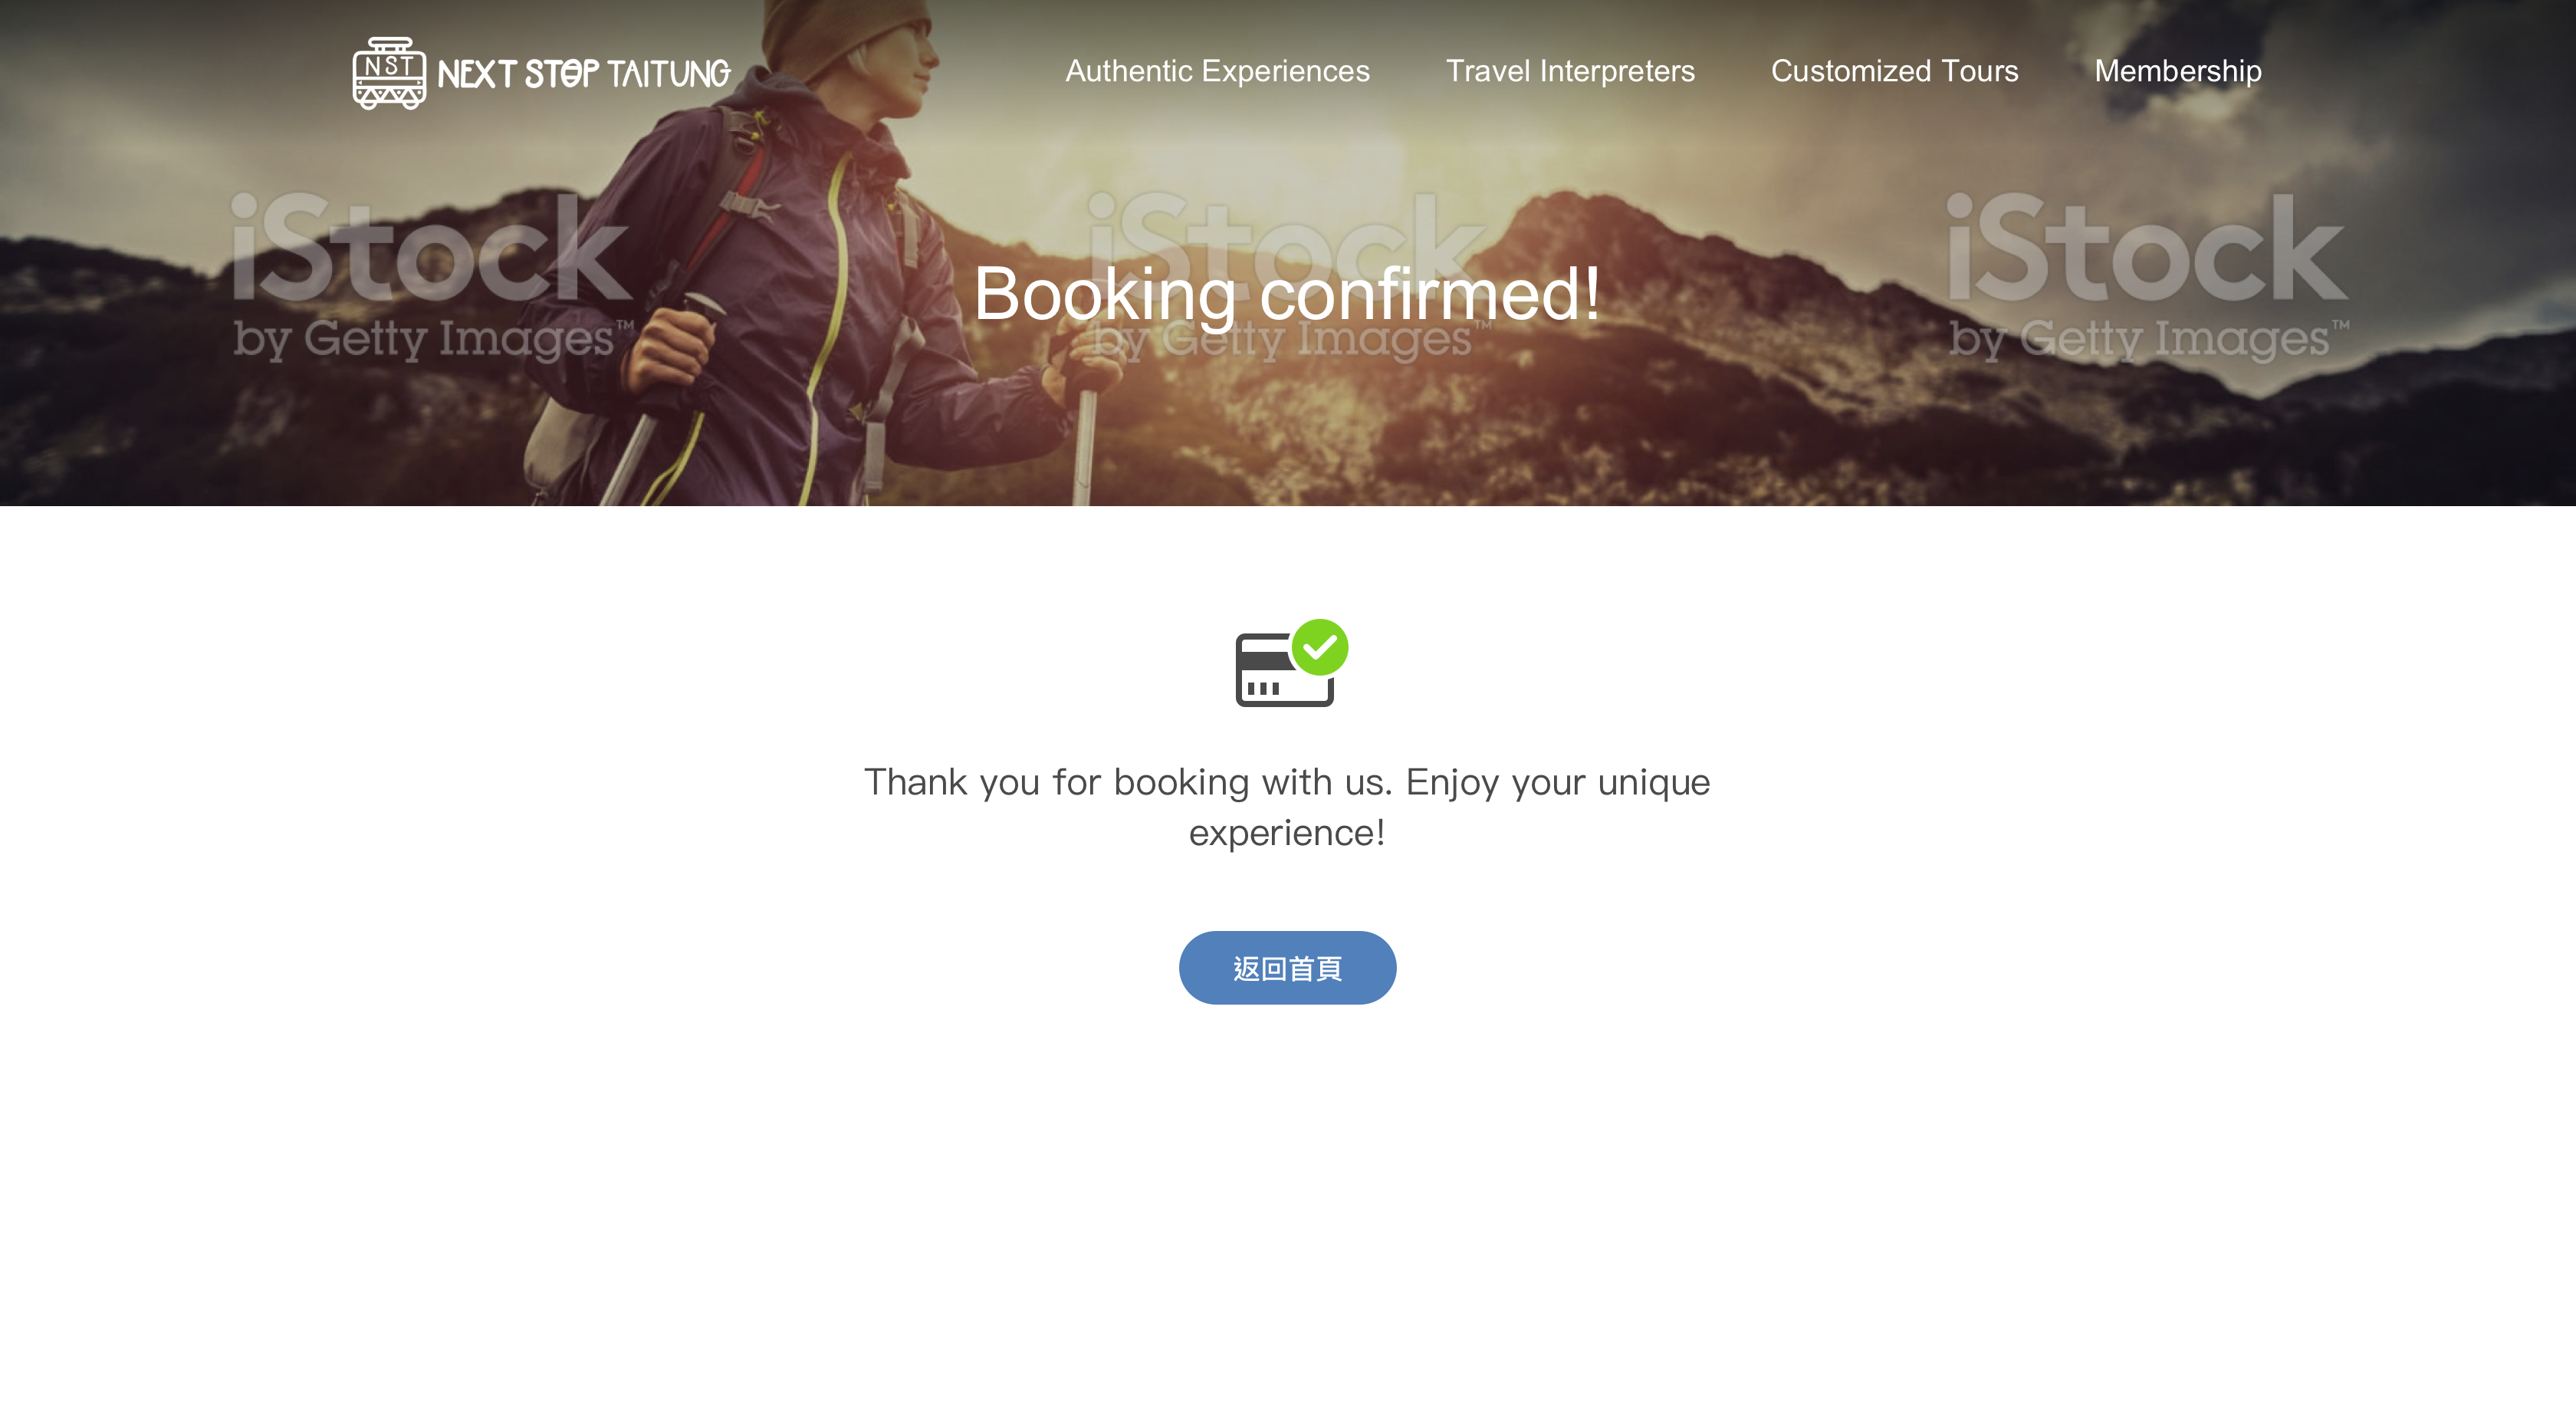 NST
NEXT STOP TAITUNG
Authentic Experiences
Travel Interpreters
Customized Tours
Membership
iStock
by Getty Images™
iStock
by Getty Images™
iStock
by Getty Images™
Booking confirmed!
Thank you for booking with us. Enjoy your unique
experience!
返回首頁